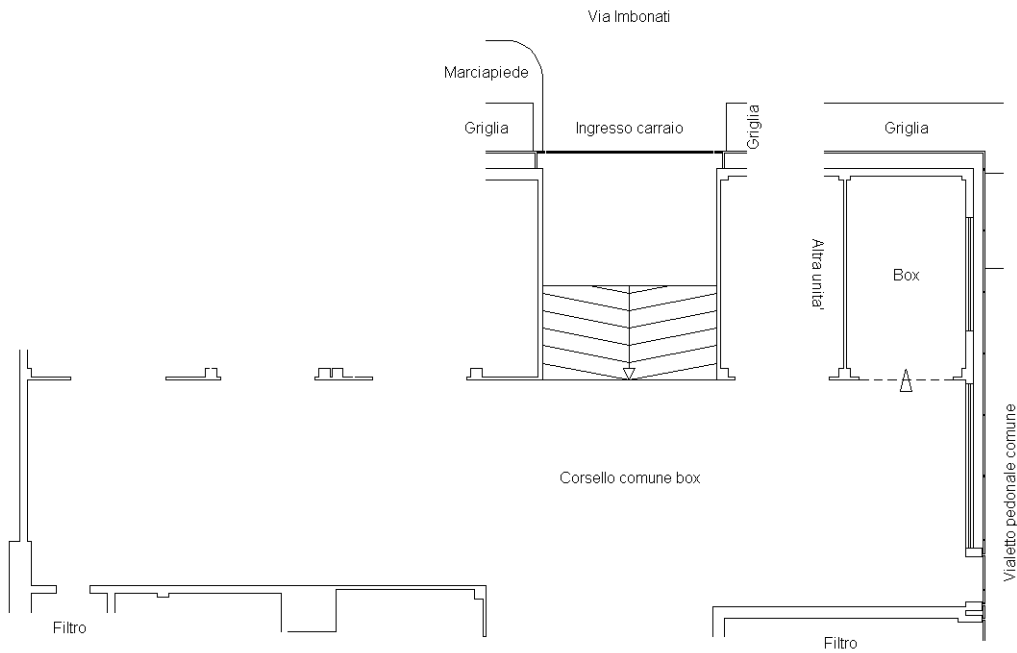 Via Imbonati
Marciapiede
Griglia
Ingresso carraio
Griglia
Griglia
Altra unita'
Box
Corsello comune box
Vialetto pedonale comune
Filtro
Filtro